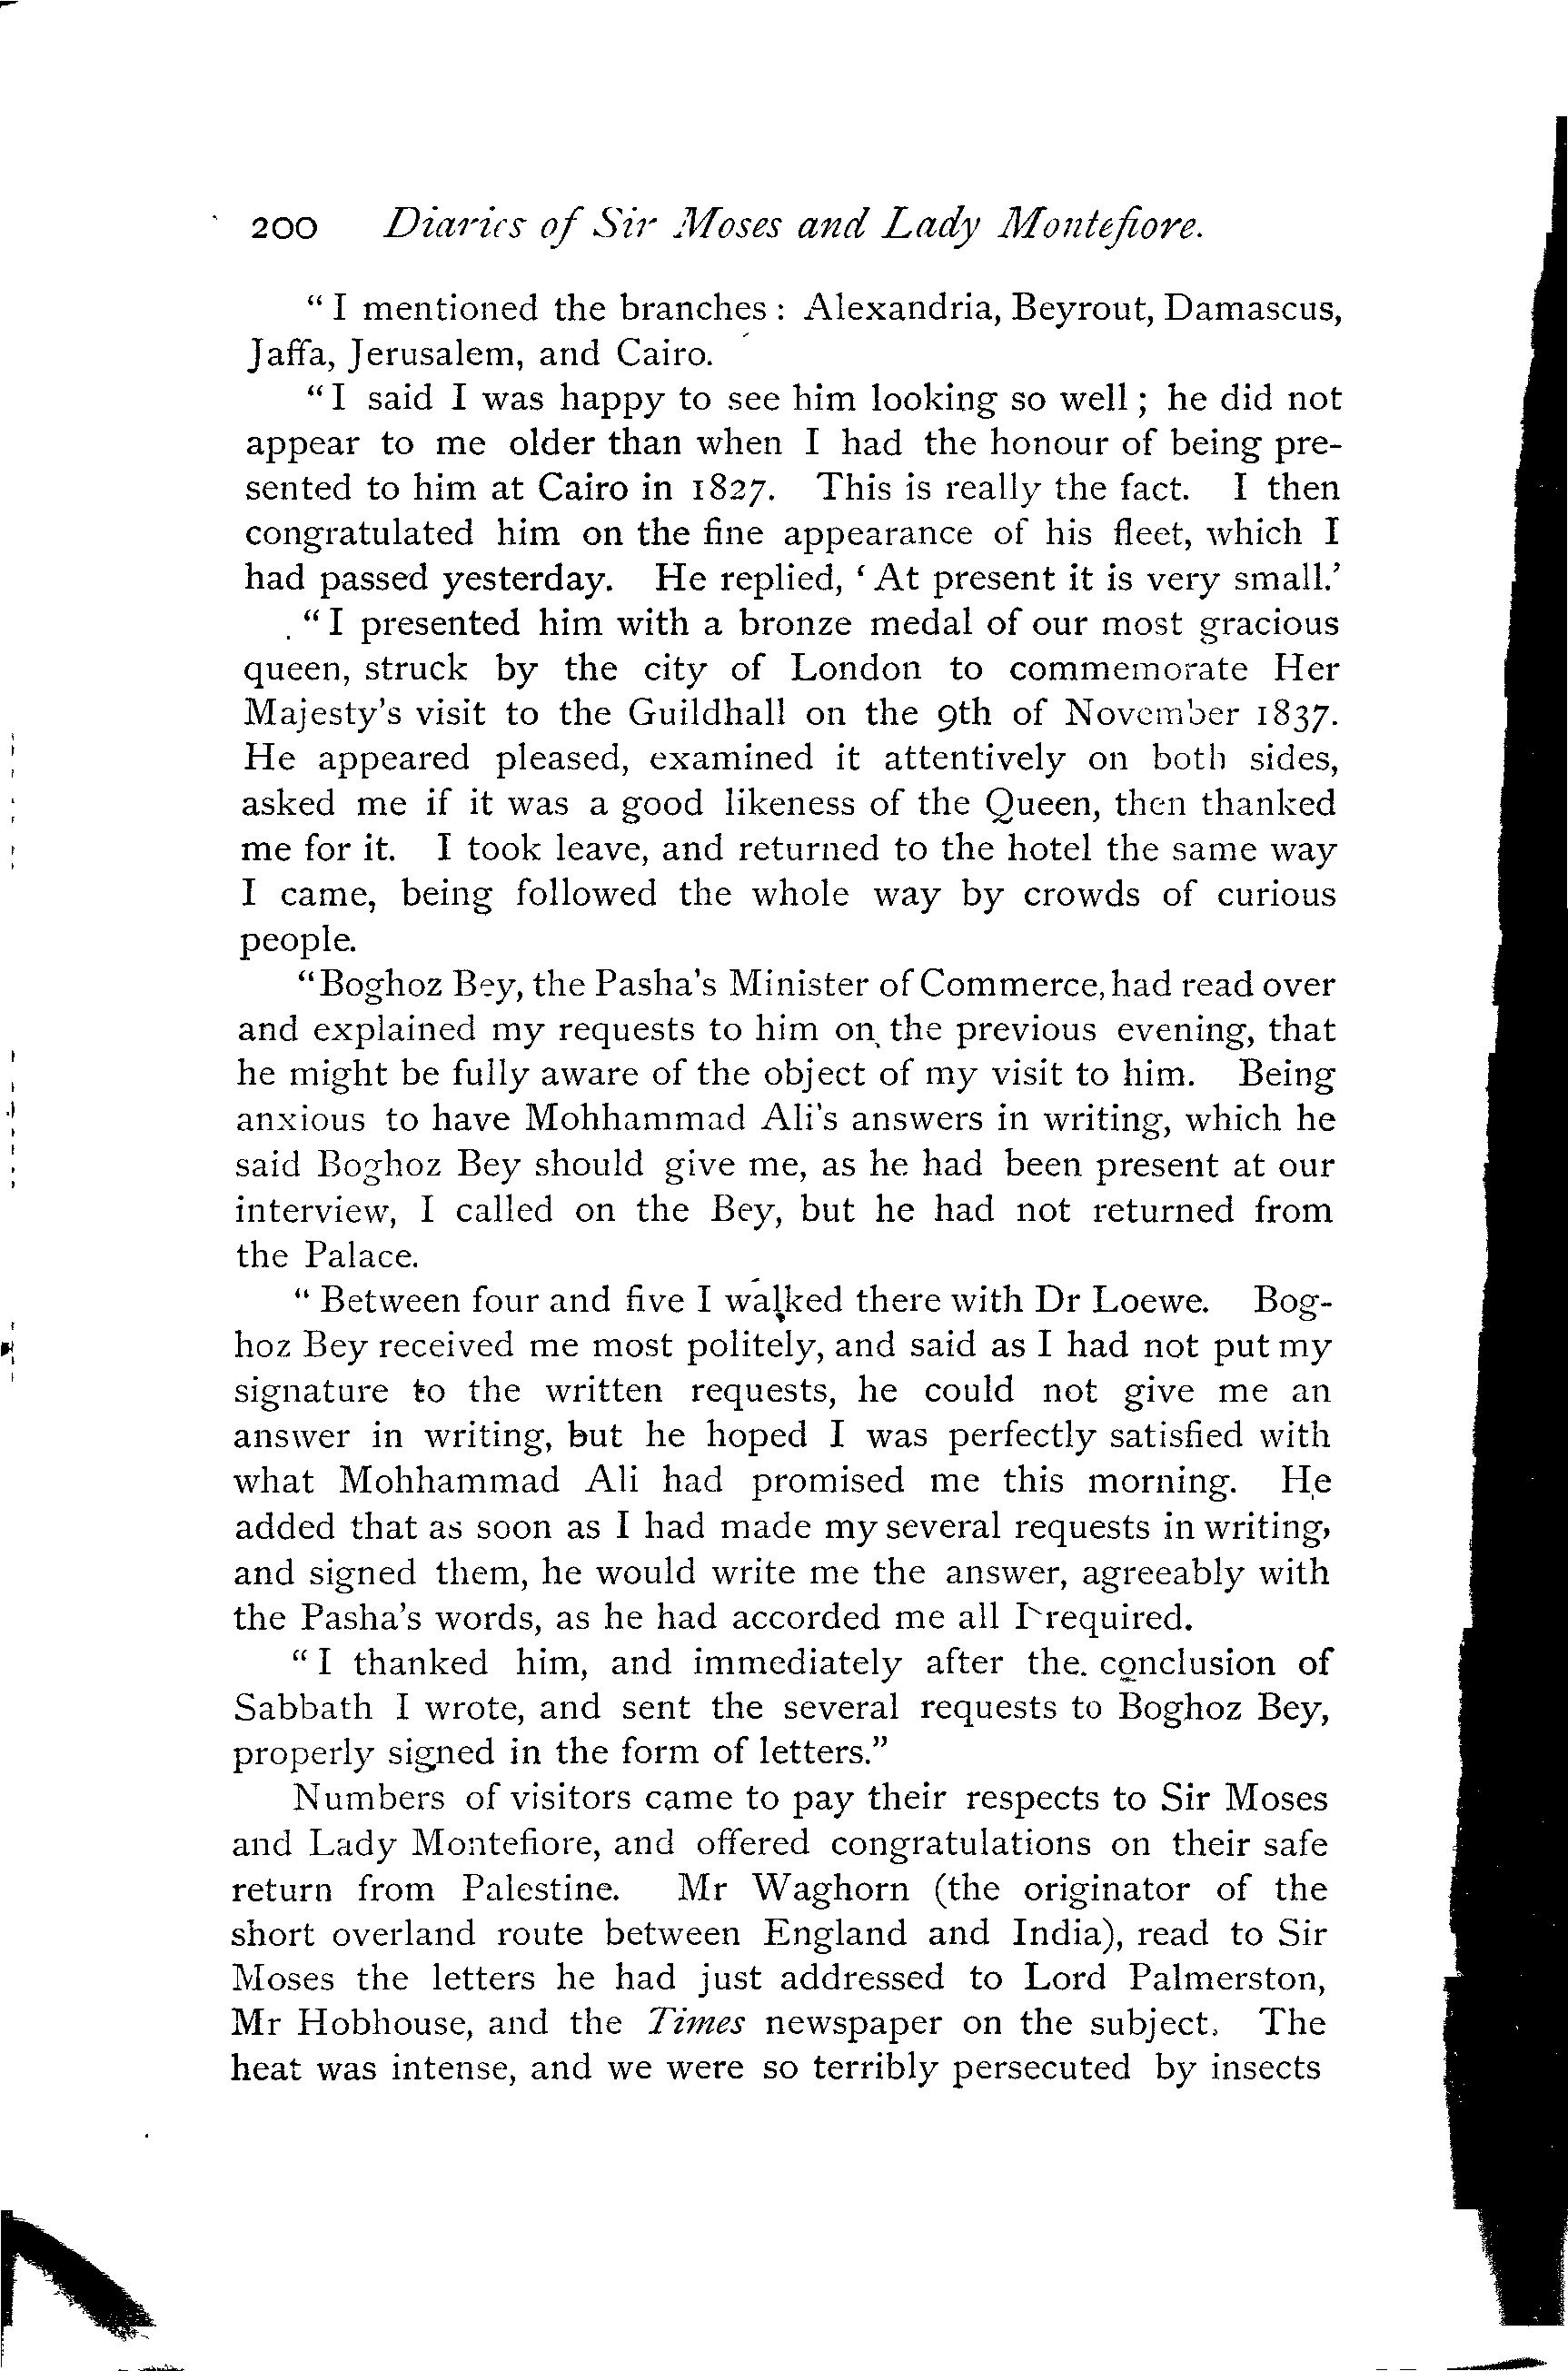 200 Diaries of Sir Moses and Lady Montefiore.
" I mentioned the branches : Alexandria, Beyrout, Damascus,
Jaffa, Jerusalem, and Cairo.
" I said I was happy to see him looking so well ; he did not
appear to me older than when I had the honour of being pre-
sented to him at Cairo in 1827. This is really the fact. I then
congratulated him on the fine appearance of his fleet, which I
had passed yesterday. He replied, ' At present it is very small.'
" I presented him with a bronze medal of our most gracious
queen, struck by the city of London to commemorate Her
Majesty's visit to the Guildhall on the 9th of November 1837.
He appeared pleased, examined it attentively on both sides,
asked me if it was a good likeness of the Queen, then thanked
me for it. I took leave, and returned to the hotel the same way
I came, being followed the whole way by crowds of curious
people.
" Boghoz Bey, the Pasha's Minister of Commerce, had read over
and explained my requests to him on the previous evening, that
he might be fully aware of the object of my visit to him. Being
anxious to have Mohhammad Ali's answers in writing, which he
said Boghoz Bey should give me, as he had been present at our
interview, I called on the Bey, but he had not returned from
the Palace.
" Between four and five I walked there with Dr Loewe. Bog-
hoz Bey received me most politely, and said as I had not put my
signature to the written requests, he could not give me an
answer in writing, but he hoped I was perfectly satisfied with
what Mohhammad Ali had promised me this morning. He
added that as soon as I had made my several requests in writing,
and signed them, he would write me the answer, agreeably with
the Pasha's words, as he had accorded me all I required.
" I thanked him, and immediately after the conclusion of
Sabbath I wrote, and sent the several requests to Boghoz Bey,
properly signed in the form of letters."
Numbers of visitors came to pay their respects to Sir Moses
and Lady Montefiore, and offered congratulations on their safe
return from Palestine. Mr Waghorn (the originator of the
short overland route between England and India), read to Sir
Moses the letters he had just addressed to Lord Palmerston,
Mr Hobhouse, and the Times newspaper on the subject. The
heat was intense, and we were so terribly persecuted by insects